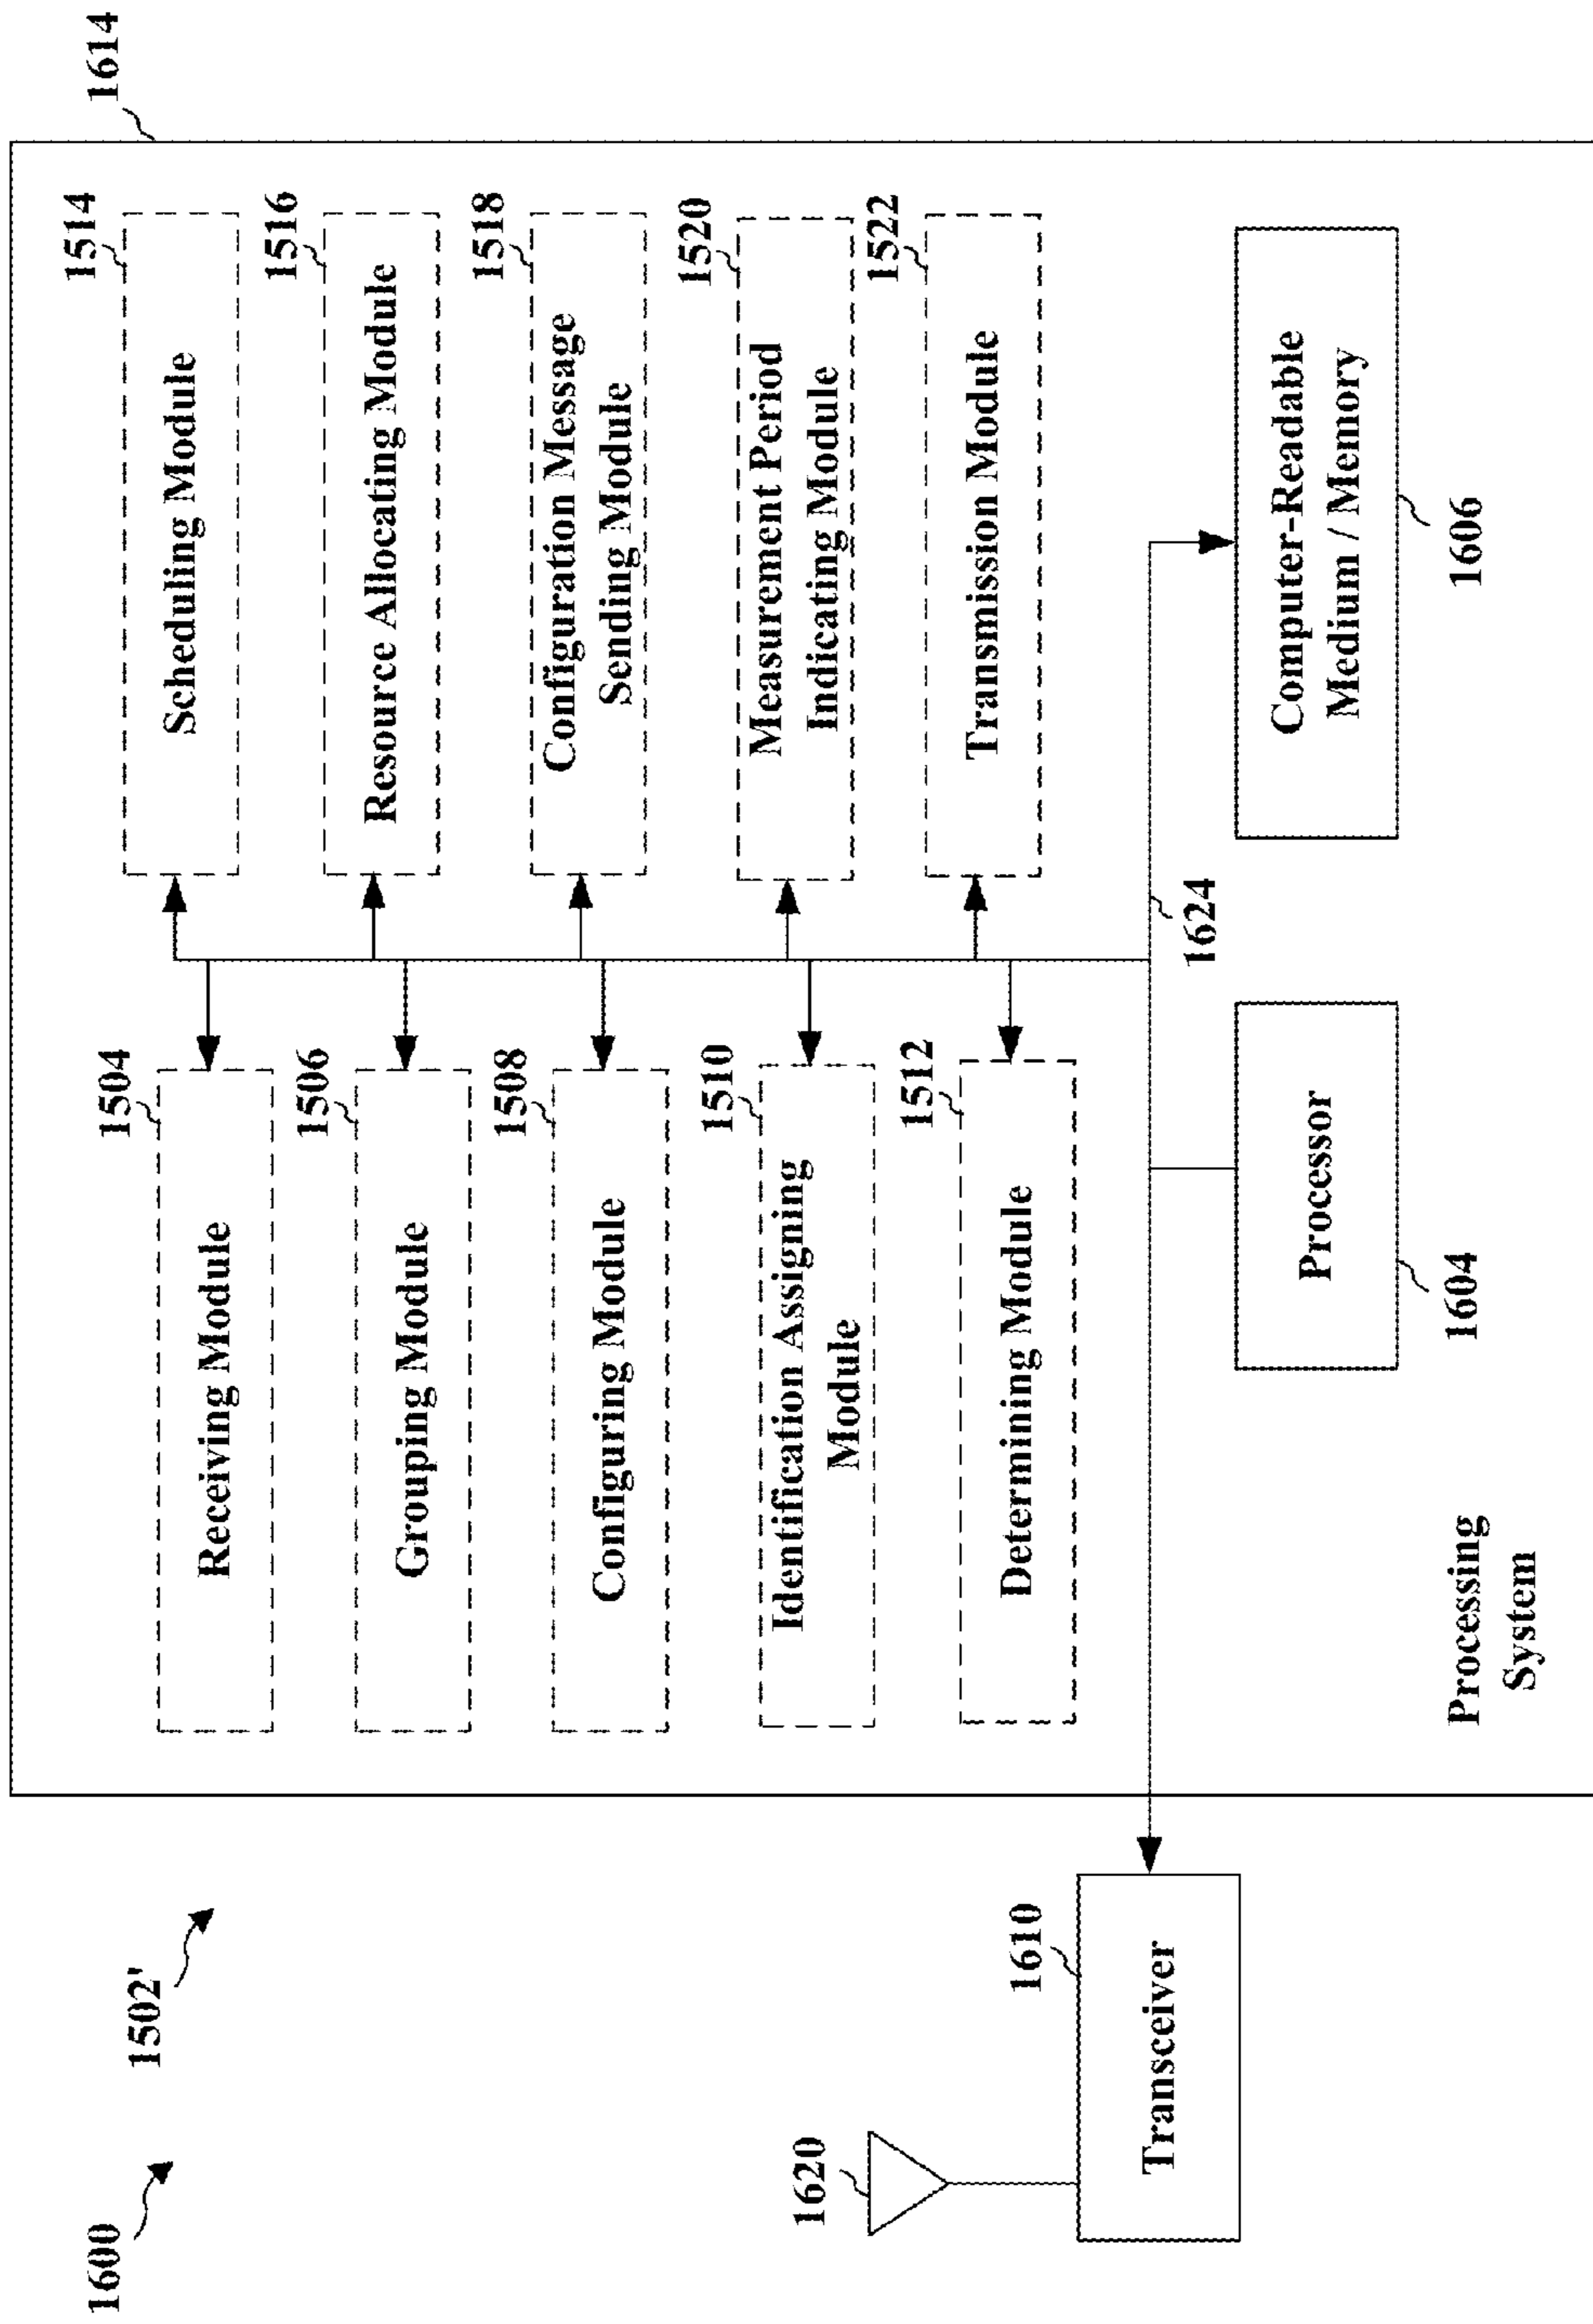 1600
1502'
1614
1504
Receiving Module
1514
Scheduling Module
1506
Grouping Module
1516
Resource Allocating Module
1508
Configuring Module
1518
Configuration Message
Sending Module
1510
Identification Assigning
Module
1520
Measurement Period
Indicating Module
1512
Determining Module
1522
Transmission Module
1620
1610
Transceiver
1624
Processor
1604
Computer-Readable
Medium / Memory
1606
Processing
System